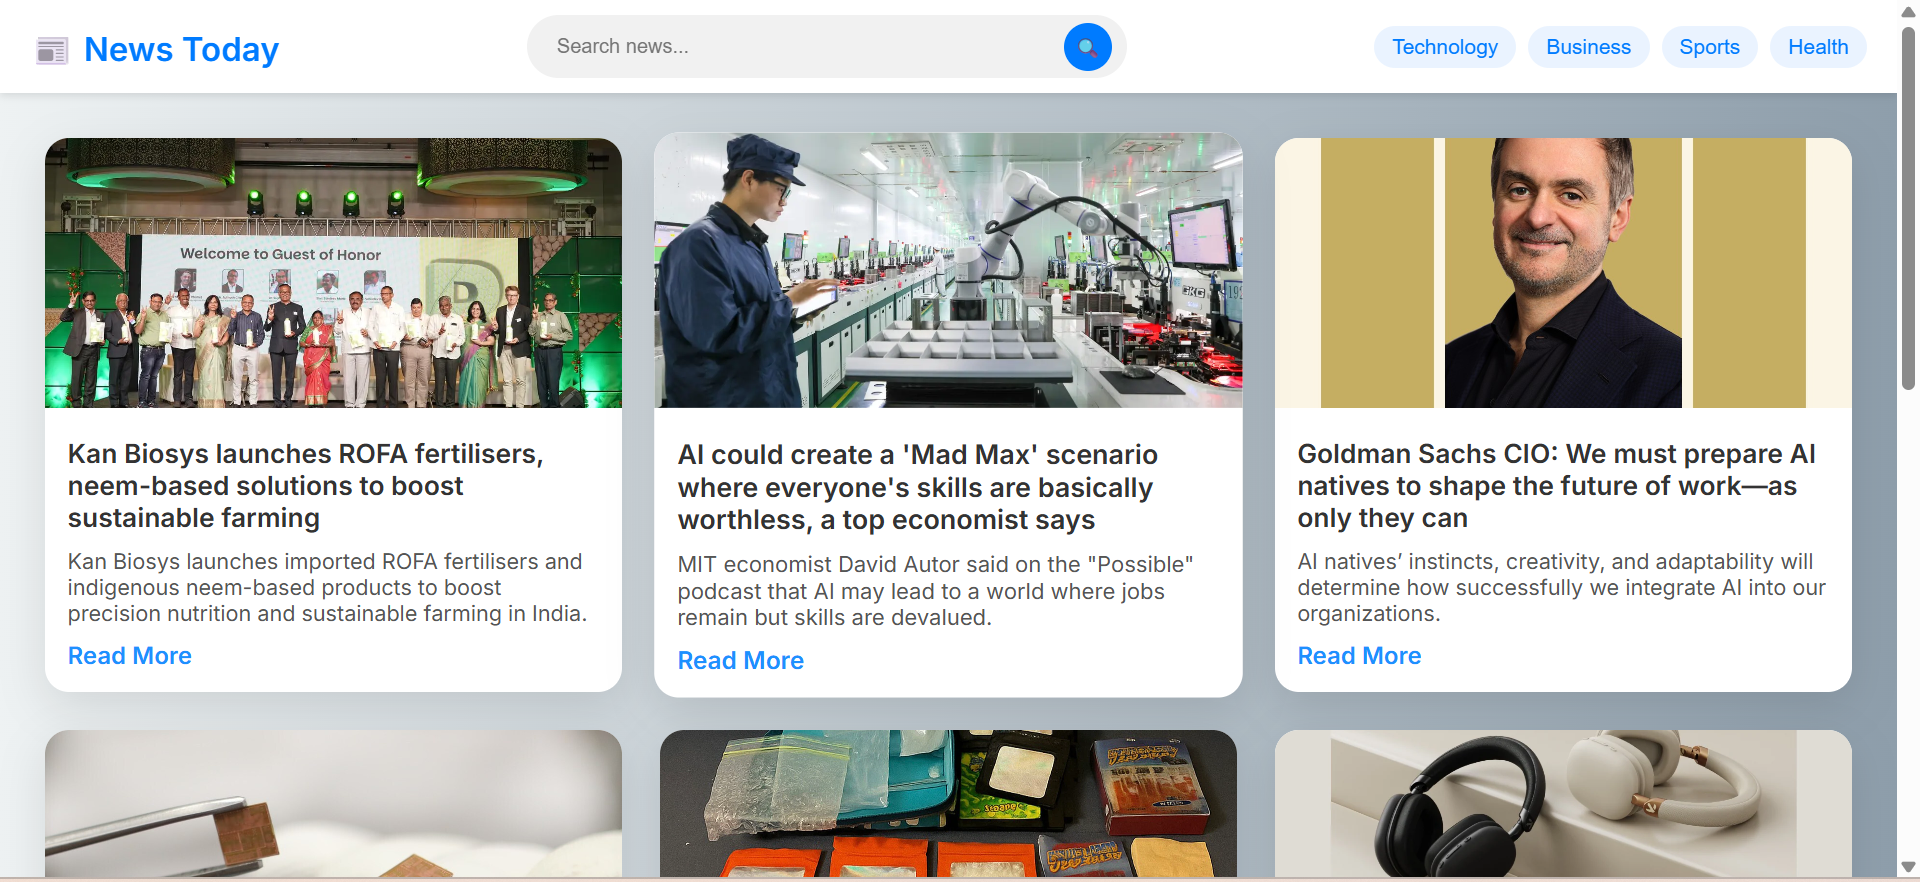 News Today
Search news...
Technology
Business
Sports
Health
Welcome to Guest of Honor
GKG
Kan Biosys launches ROFA fertilisers,
neem-based solutions to boost
sustainable farming
Kan Biosys launches imported ROFA fertilisers and
indigenous neem-based products to boost
precision nutrition and sustainable farming in India.
Read More
AI could create a 'Mad Max' scenario
where everyone's skills are basically
worthless, a top economist says
MIT economist David Autor said on the "Possible"
podcast that AI may lead to a world where jobs
remain but skills are devalued.
Read More
Goldman Sachs CIO: We must prepare AI
natives to shape the future of work—as
only they can
AI natives’ instincts, creativity, and adaptability will
determine how successfully we integrate AI into our
organizations.
Read More